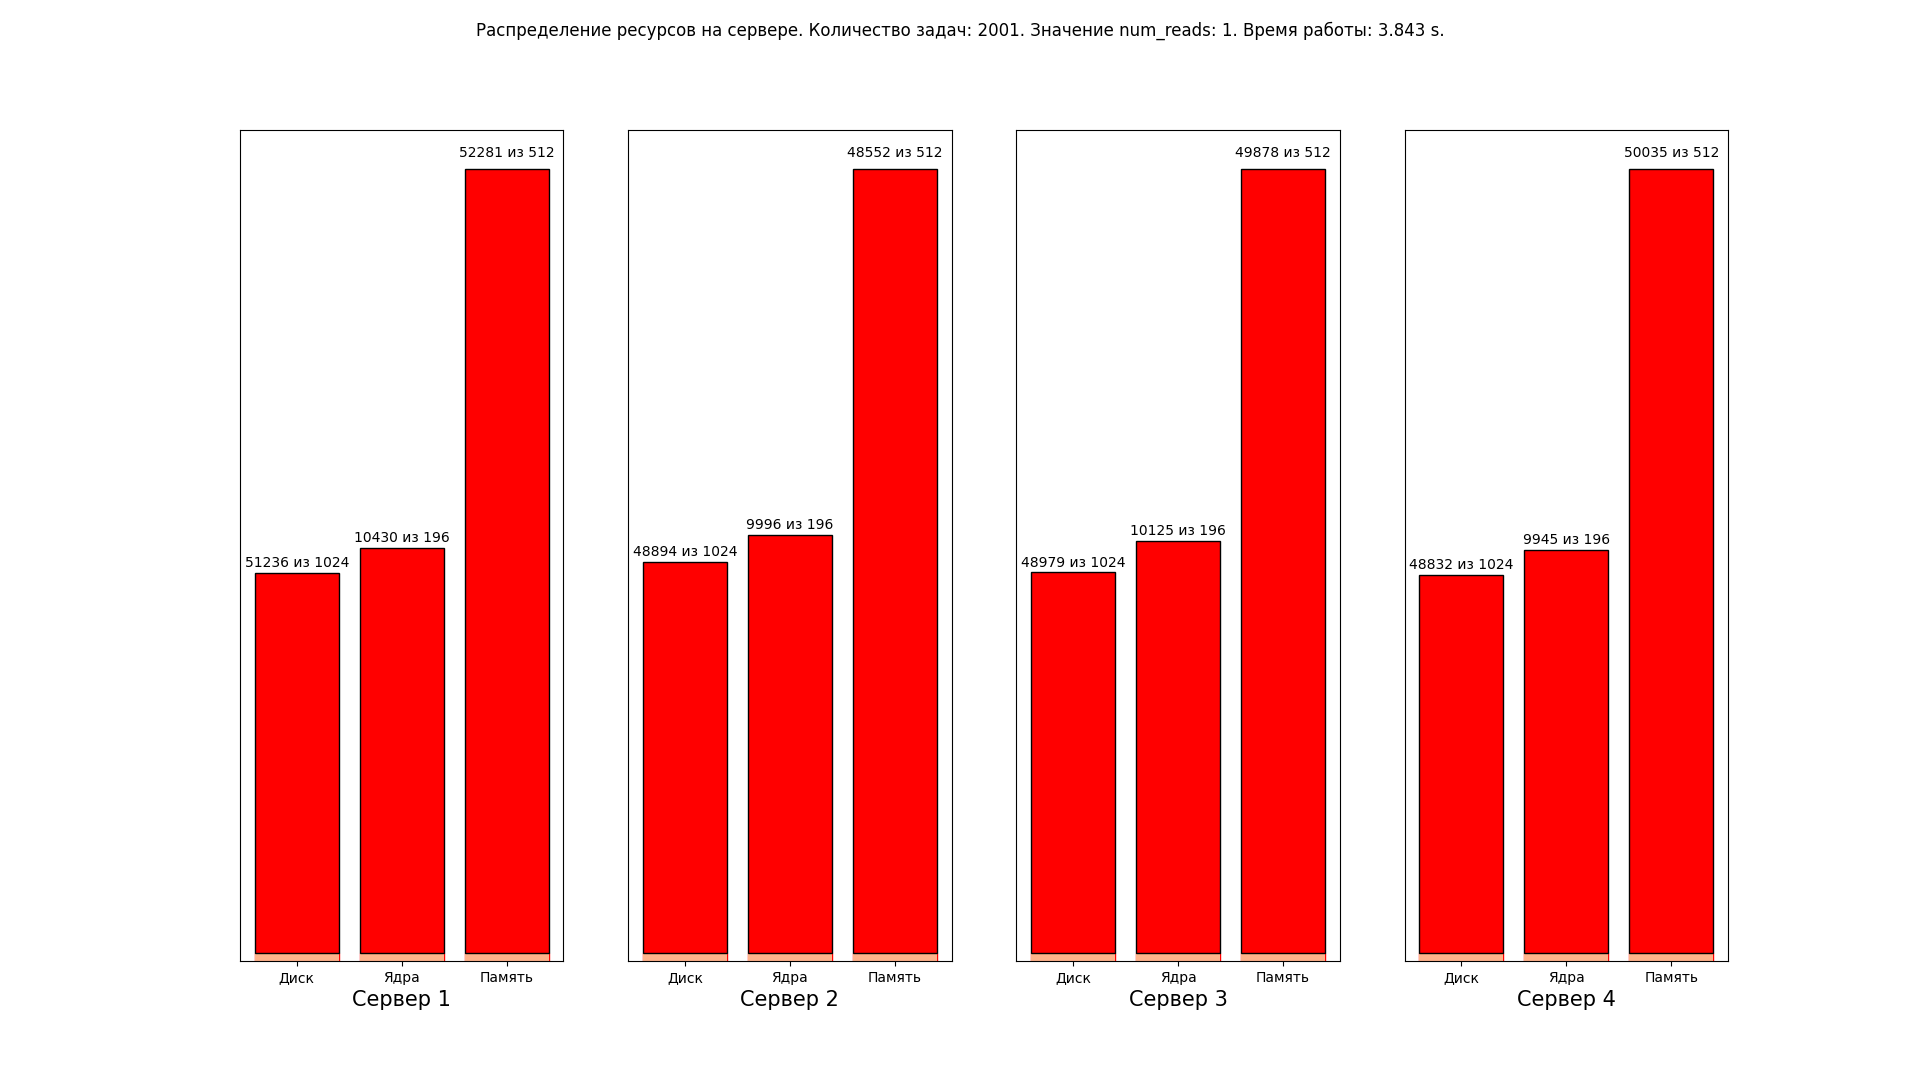 Распределение ресурсов на сервере. Количество задач: 2001. Значение num_reads: 1. Время работы: 3.843 s.
52281 из 512
10430 из 196
51236 из 1024
Диск Ядра Память
Сервер 1
48552 из 512
9996 из 196
48894 из 1024
Диск Ядра Память
Сервер 2
49878 из 512
10125 из 196
48979 из 1024
Диск Ядра Память
Сервер 3
50035 из 512
9945 из 196
48832 из 1024
Диск Ядра Память
Сервер 4